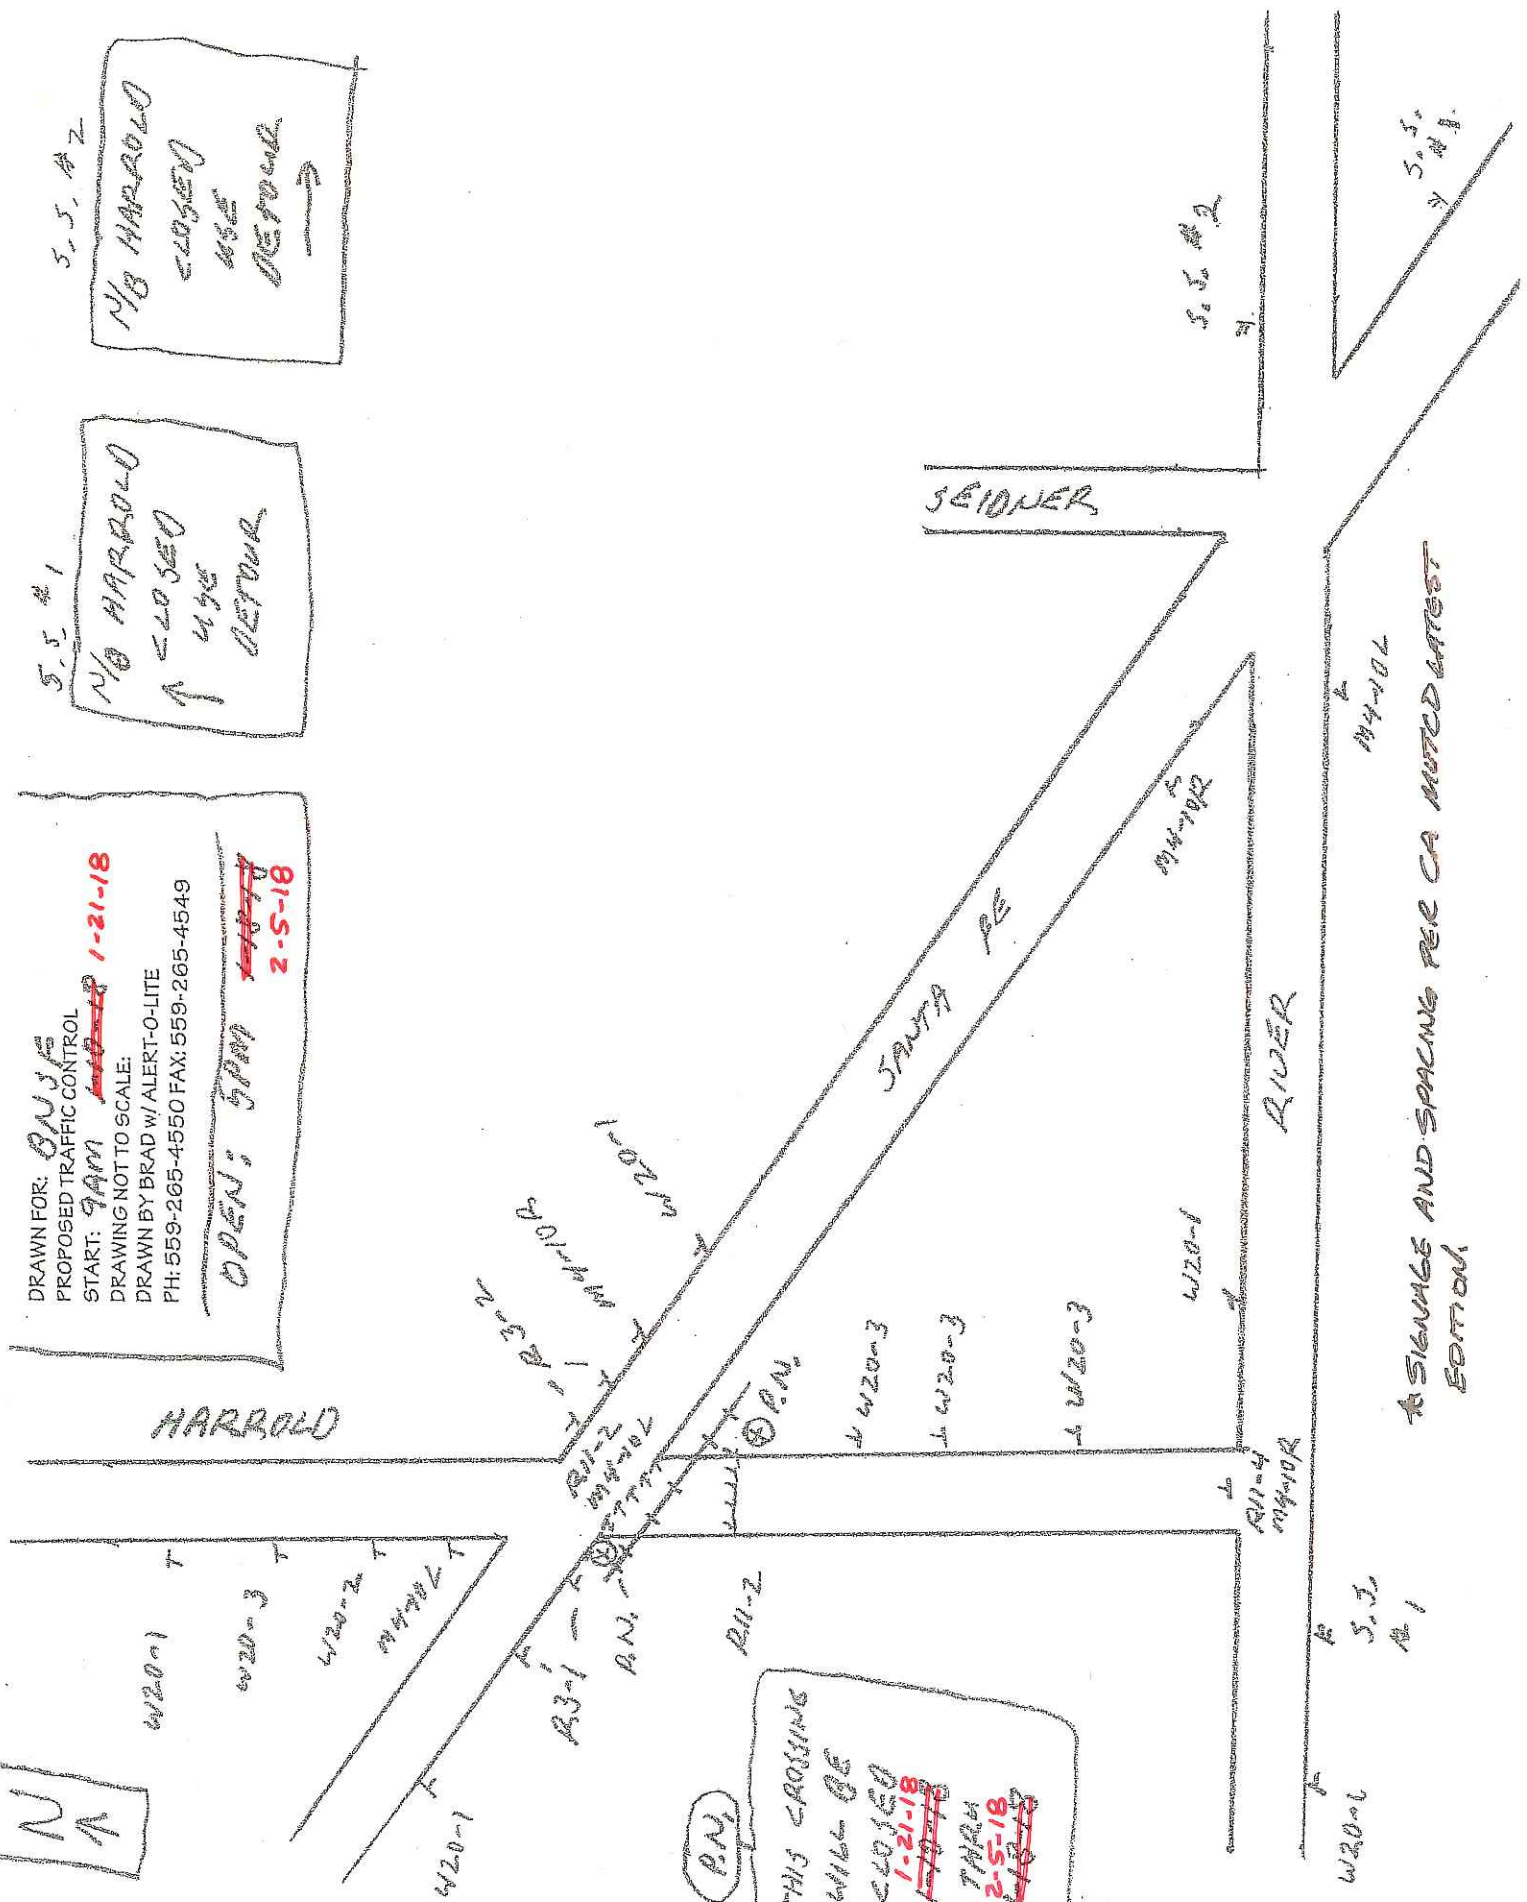 N
DRAWN FOR: BNSF
PROPOSED TRAFFIC CONTROL
START: 9AM 1-10-18 1-21-18
DRAWING NOT TO SCALE:
DRAWN BY BRAD W/ ALERT-O-LITE
PH: 559-265-4550 FAX: 559-265-4549
OPEN: 5PM
2-5-18
S.S. #1
N/B HARROLD
CLOSED
USE
DETOUR
S.S. #2
N/B HARROLD
CLOSED
USE
DETOUR
HARROLD
W20-1
W20-3
W20-2
M4-10L
R3-2
M4-10R
W20-1
R11-2
M4-10L
W20-1
R3-1
P.N.
P.N.
R11-2
SANTA FE
SEIDNER
W20-3
W20-3
W20-3
W20-1
M4-10R
S.S. #2
P.N.
THIS CROSSING
WILL BE
CLOSED
1-21-18
THRU
2-5-18
R11-4
M4-10R
RIVER
M4-10L
S.S.
#1
W20-1
S.S.
#1
* SIGNAGE AND SPACING PER CA MUTCD LATEST
EDITION.